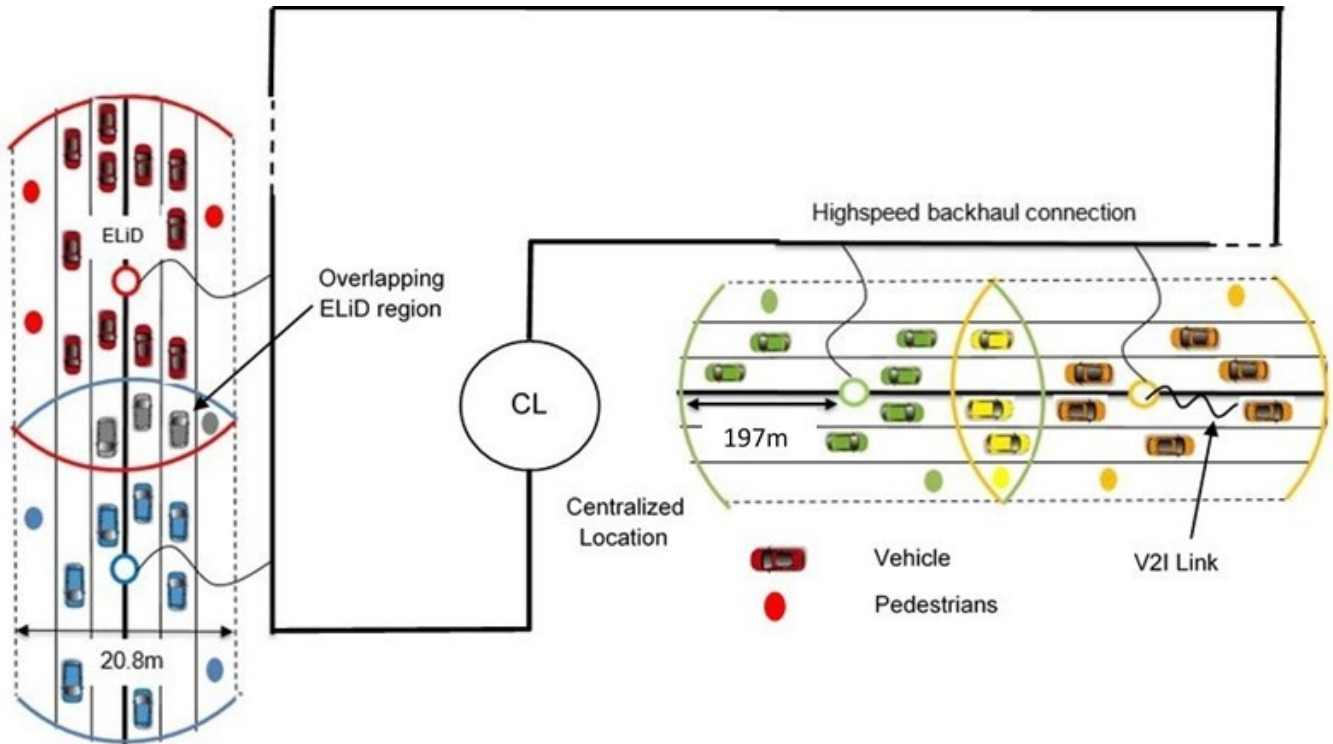 ELiD
Overlapping
ELiD region
20.8m
CL
Centralized
Location
Highspeed backhaul connection
197m
V2I Link
Vehicle
Pedestrians